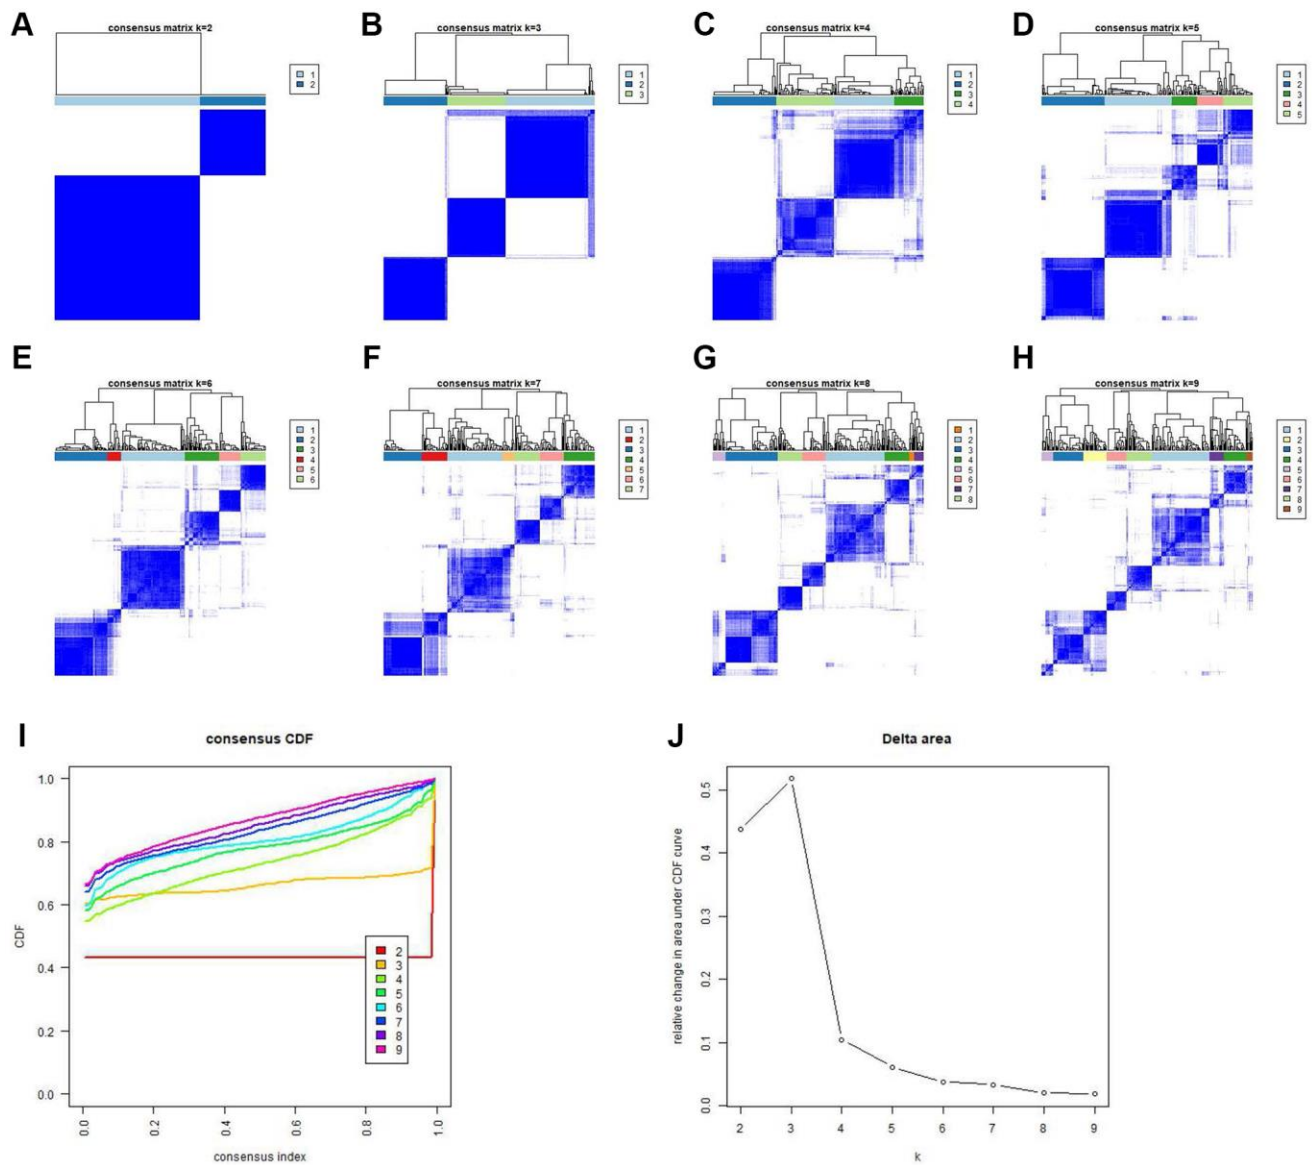 A
consensus matrix k=2
1
2
B
consensus matrix k=3
1
2
3
C
consensus matrix k=4
1
2
3
4
D
consensus matrix k=5
1
2
3
4
5
E
consensus matrix k=6
1
2
3
4
5
6
F
consensus matrix k=7
1
2
3
4
5
6
7
G
consensus matrix k=8
1
2
3
4
5
6
7
8
H
consensus matrix k=9
1
2
3
4
5
6
7
8
9
I
consensus CDF
CDF
1.0
0.8
0.6
0.4
0.2
0.0
2
3
4
5
6
7
8
9
0.0 0.2 0.4 0.6 0.8 1.0
consensus index
J
Delta area
relative change in area under CDF curve
0.5
0.4
0.3
0.2
0.1
0.0
2 3 4 5 6 7 8 9
k